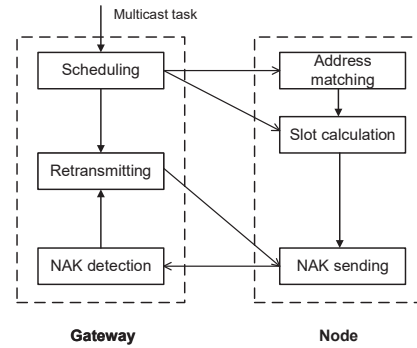 Multicast task
Scheduling
Address
matching
Slot calculation
Retransmitting
NAK detection
NAK sending
Gateway
Node